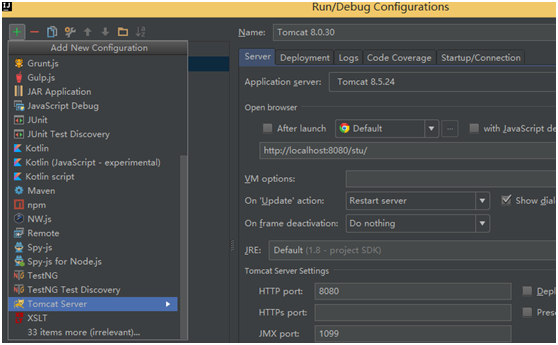 Run/Debug Configurations
Add New Configuration
Grunt.js
Gulp.js
JAR Application
JavaScript Debug
JUnit
JUnit Test Discovery
Kotlin
Kotlin (JavaScript - experimental)
Kotlin script
Maven
npm
NW.js
Remote
Spy-js
Spy-js for Node.js
TestNG
TestNG Test Discovery
Tomcat Server
XSLT
33 items more (irrelevant)...
Name: Tomcat 8.0.30
Server Deployment Logs Code Coverage Startup/Connection
Application server: Tomcat 8.5.24
Open browser
After launch Default ... with JavaScript de
http://localhost:8080/stu/
VM options:
On 'Update' action: Restart server Show dial
On frame deactivation: Do nothing
JRE: Default (1.8 - project SDK)
Tomcat Server Settings
HTTP port: 8080 Depl
HTTPs port: Prese
JMX port: 1099